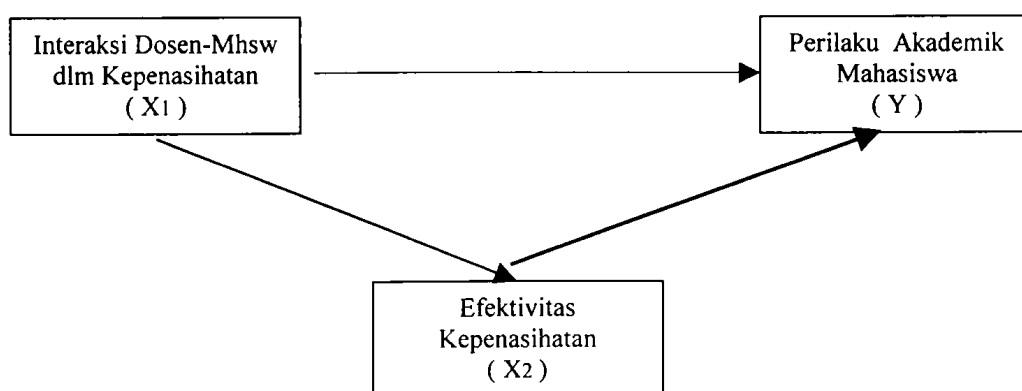 Interaksi Dosen-Mhsw
dlm Kepenasihatan
( X1 )
Perilaku Akademik
Mahasiswa
( Y )
Efektivitas
Kepenasihatan
( X2 )